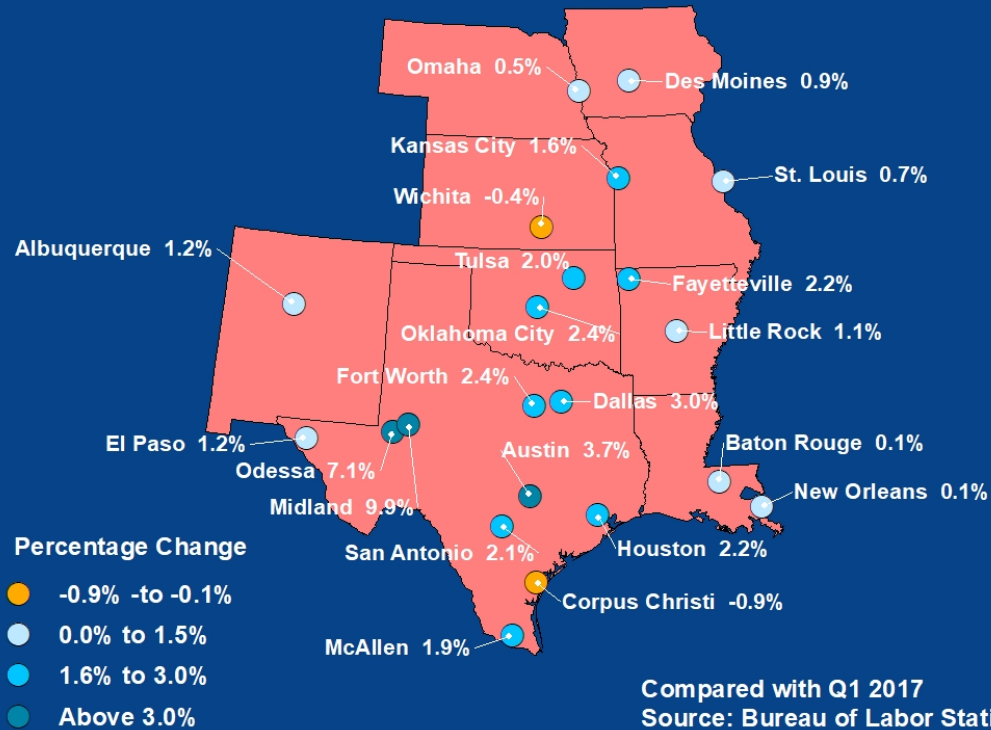 Omaha 0.5%
Des Moines 0.9%
Kansas City 1.6%
St. Louis 0.7%
Wichita -0.4%
Albuquerque 1.2%
Tulsa 2.0%
Fayetteville 2.2%
Oklahoma City 2.4%
Little Rock 1.1%
Fort Worth 2.4%
Dallas 3.0%
El Paso 1.2%
Austin 3.7%
Baton Rouge 0.1%
Odessa 7.1%
New Orleans 0.1%
Midland 9.9%
San Antonio 2.1%
Houston 2.2%
Corpus Christi -0.9%
McAllen 1.9%
Percentage Change
-0.9% -to -0.1%
0.0% to 1.5%
1.6% to 3.0%
Above 3.0%
Compared with Q1 2017
Source: Bureau of Labor Stati